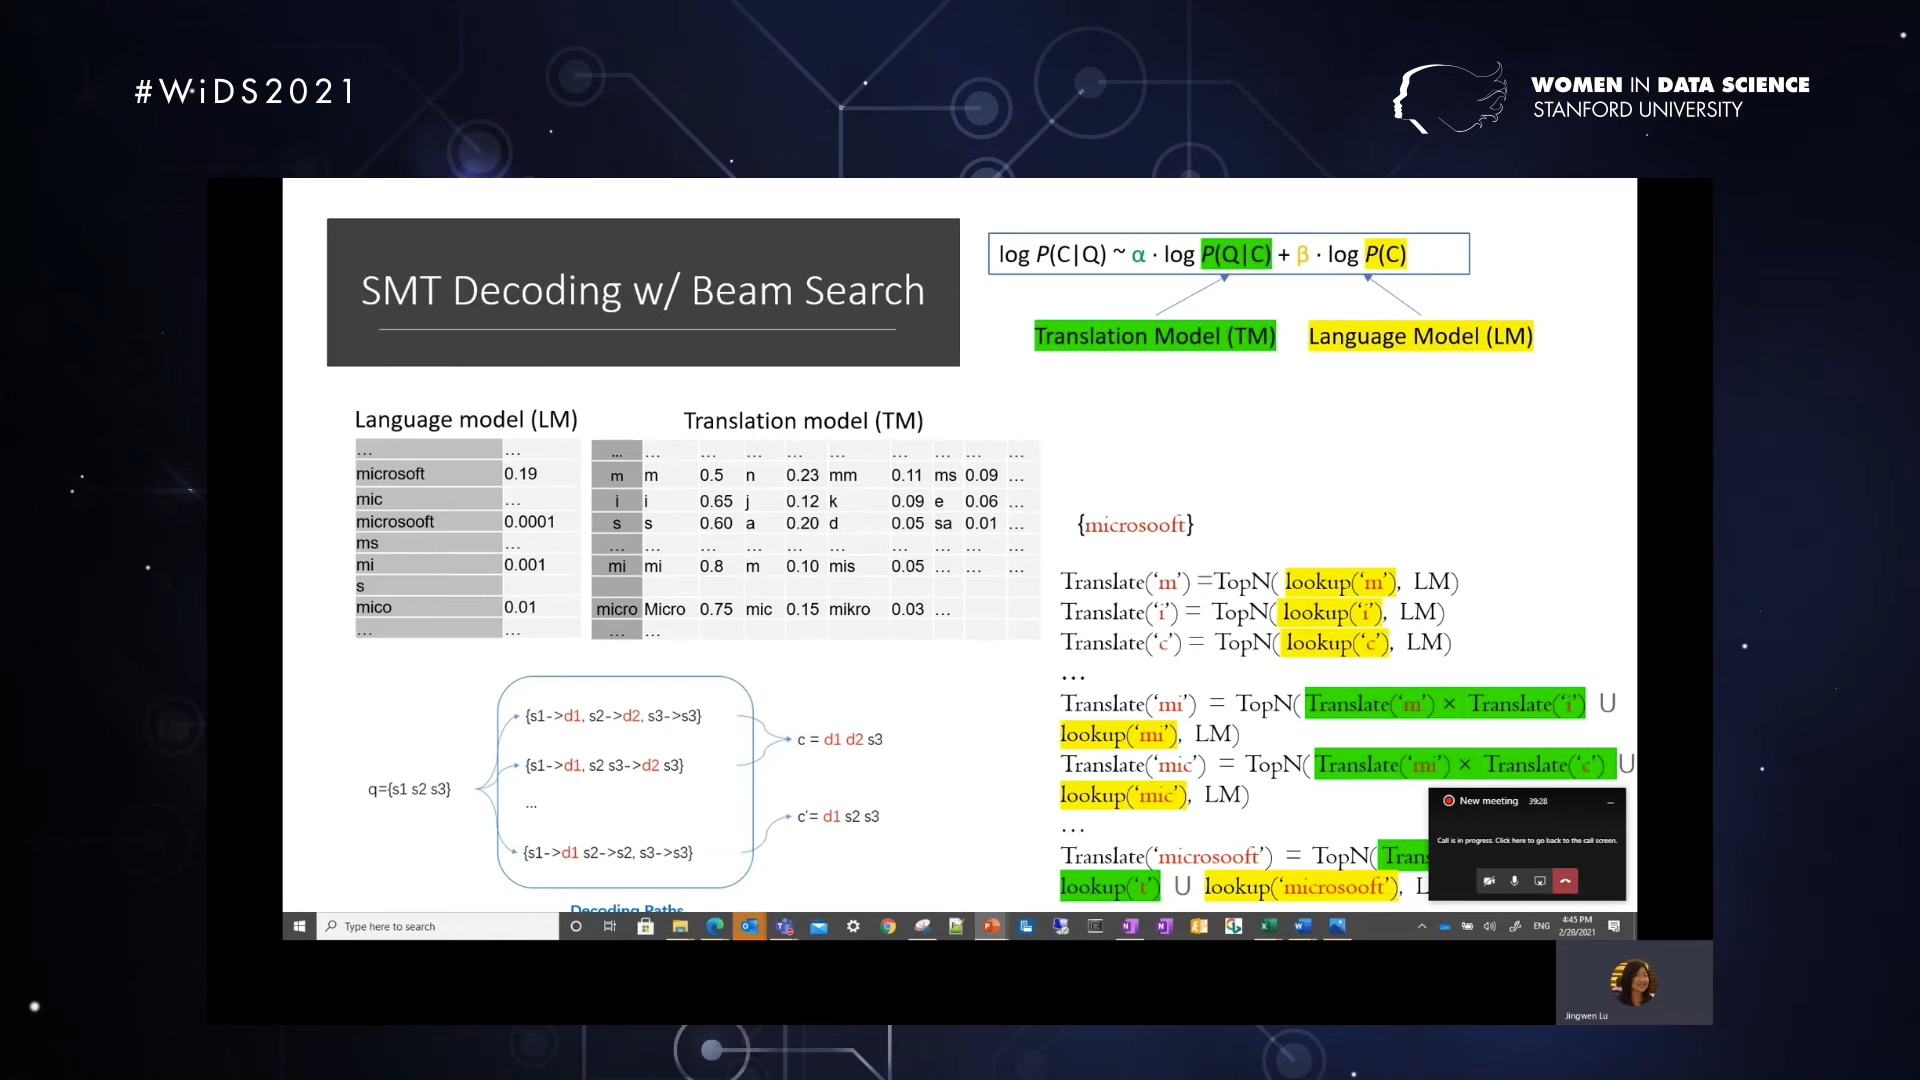 #WiDS2021
WOMEN IN DATA SCIENCE
STANFORD UNIVERSITY
SMT Decoding w/ Beam Search
log P(C|Q) ~ α · log P(Q|C) + β · log P(C)
Translation Model (TM) Language Model (LM)
Language model (LM)
... ...
microsoft 0.19
mic ...
microsooft 0.0001
ms ...
mi 0.001
s
mico 0.01
... ...
Translation model (TM)
... ... ... ... ... ... ... ... ... ...
m m 0.5 n 0.23 mm 0.11 ms 0.09 ...
i i 0.65 j 0.12 k 0.09 e 0.06 ...
s s 0.60 a 0.20 d 0.05 sa 0.01 ...
... ... ... ... ... ... ... ... ... ...
mi mi 0.8 m 0.10 mis 0.05 ... ... ...
micro Micro 0.75 mic 0.15 mikro 0.03 ...
... ...
q={s1 s2 s3}
{s1->d1, s2->d2, s3->s3}
{s1->d1, s2 s3->d2 s3}
...
{s1->d1 s2->s2, s3->s3}
c = d1 d2 s3
c'= d1 s2 s3
Decoding Paths
{microsooft}
Translate('m') =TopN( lookup('m'), LM)
Translate('i') = TopN( lookup('i'), LM)
Translate('c') = TopN( lookup('c'), LM)
...
Translate('mi') = TopN( Translate('m') × Translate('i') U
lookup('mi'), LM)
Translate('mic') = TopN( Translate('mi') × Translate('c') U
lookup('mic'), LM)
...
Translate('microsooft') = TopN( Trans
lookup('t') U lookup('microsooft'), L
New meeting 39:28
Call is in progress. Click here to go back to the call screen.
Type here to search
ENG
4:45 PM
2/28/2021
Jingwen Lu